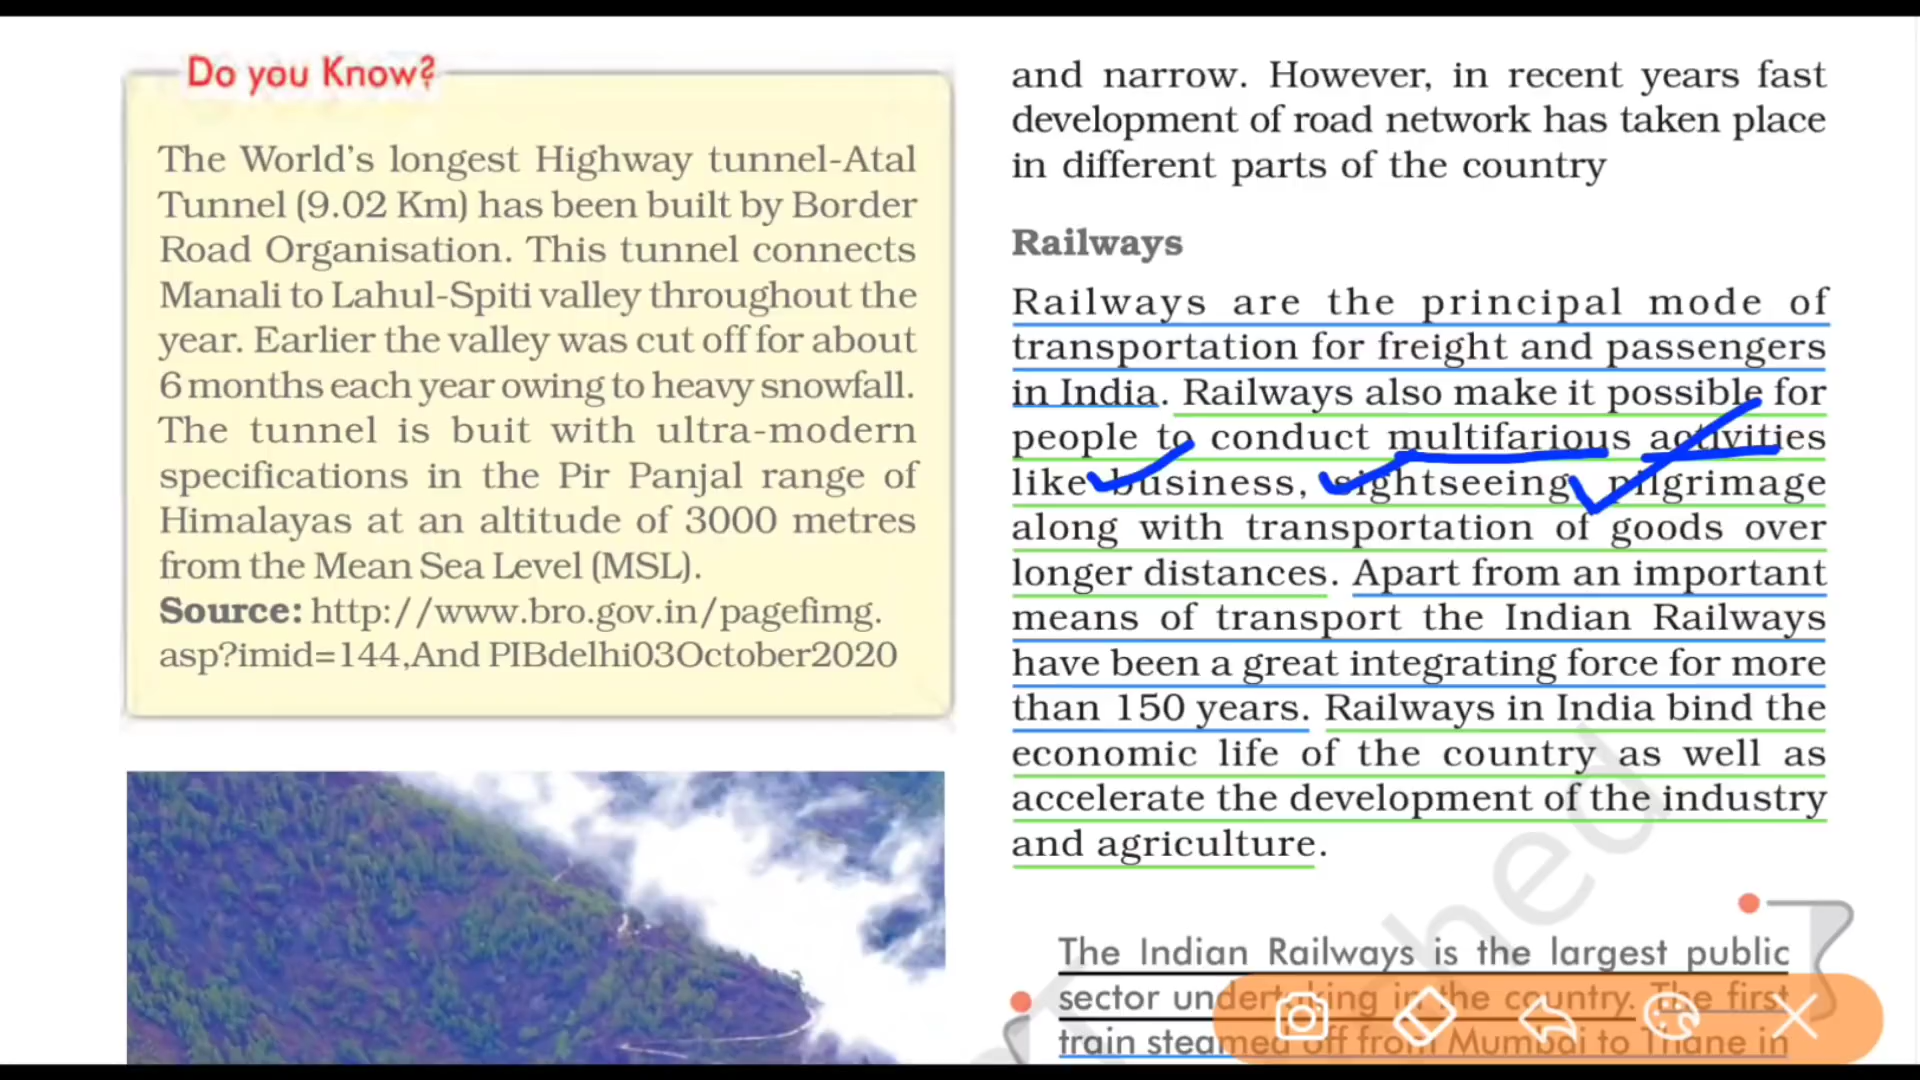 Do you Know?
The World's longest Highway tunnel-Atal
Tunnel (9.02 Km) has been built by Border
Road Organisation. This tunnel connects
Manali to Lahul-Spiti valley throughout the
year. Earlier the valley was cut off for about
6 months each year owing to heavy snowfall.
The tunnel is buit with ultra-modern
specifications in the Pir Panjal range of
Himalayas at an altitude of 3000 metres
from the Mean Sea Level (MSL).
Source: http://www.bro.gov.in/pagefimg.
asp?imid=144,And PIBdelhi03October2020
and narrow. However, in recent years fast
development of road network has taken place
in different parts of the country
Railways
Railways are the principal mode of
transportation for freight and passengers
in India. Railways also make it possible for
people to conduct multifarious activities
like business, sightseeing, pilgrimage
along with transportation of goods over
longer distances. Apart from an important
means of transport the Indian Railways
have been a great integrating force for more
than 150 years. Railways in India bind the
economic life of the country as well as
accelerate the development of the industry
and agriculture.
The Indian Railways is the largest public
sector undertaking in the country. The first
train steamed off from Mumbai to Thane in